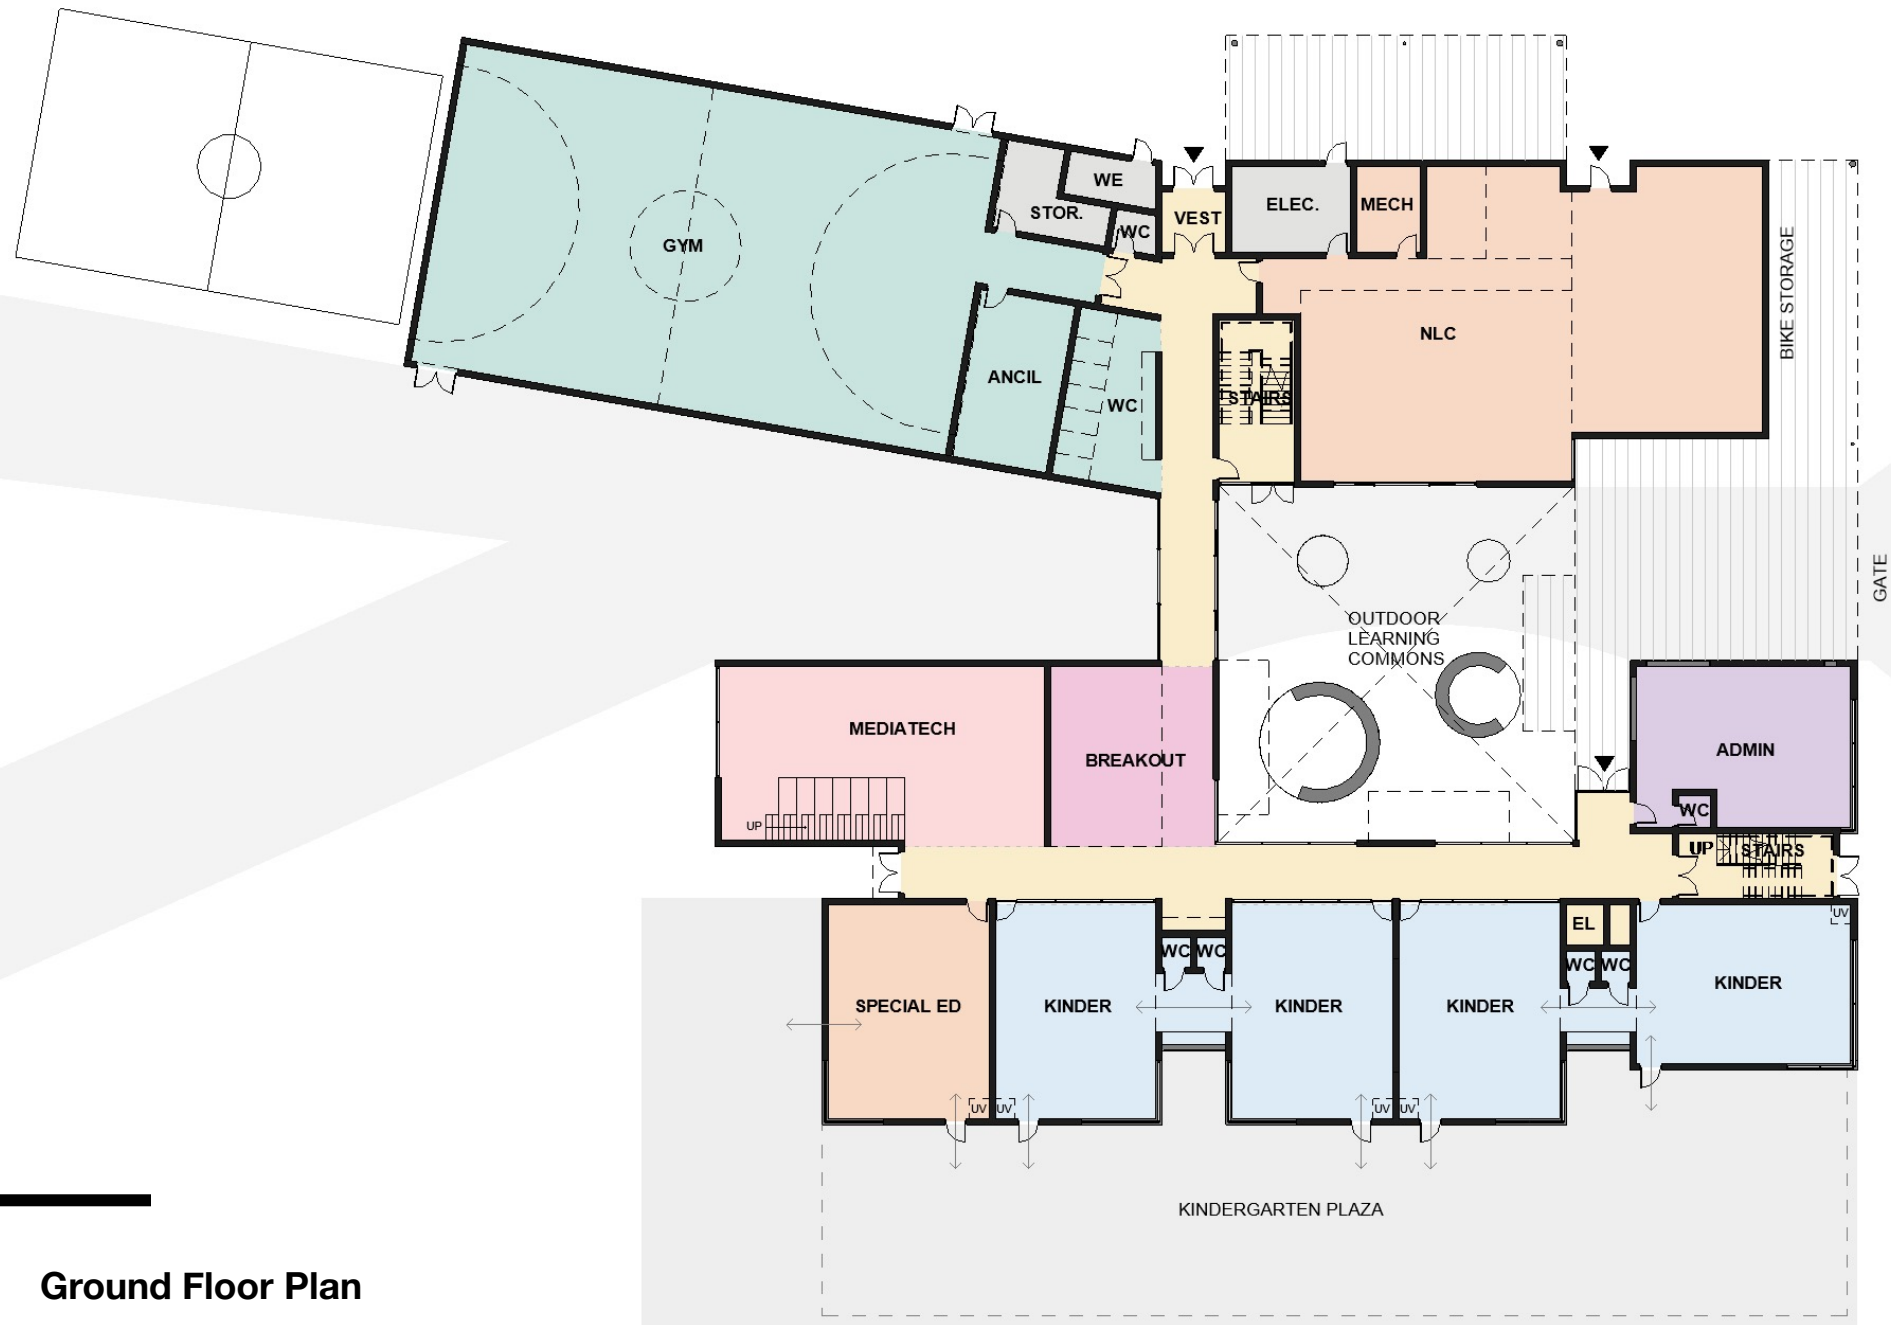 WE
ELEC.
MECH
STOR.
VEST
WC
GYM
BIKE STORAGE
NLC
ANCIL
STAIRS
WC
GATE
OUTDOOR
LEARNING
COMMONS
MEDIATECH
BREAKOUT
ADMIN
WC
UP
UP
STAIRS
UV
EL
WC
WC
WC
WC
SPECIAL ED
KINDER
KINDER
KINDER
KINDER
UV
UV
UV
UV
KINDERGARTEN PLAZA
Ground Floor Plan